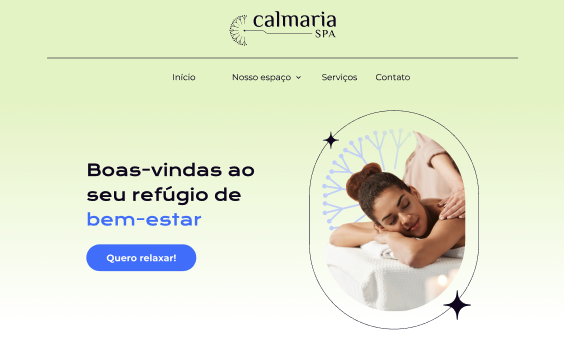 calmaria
SPA
Início
Nosso espaço
Serviços
Contato
Boas-vindas ao
seu refúgio de
bem-estar
Quero relaxar!